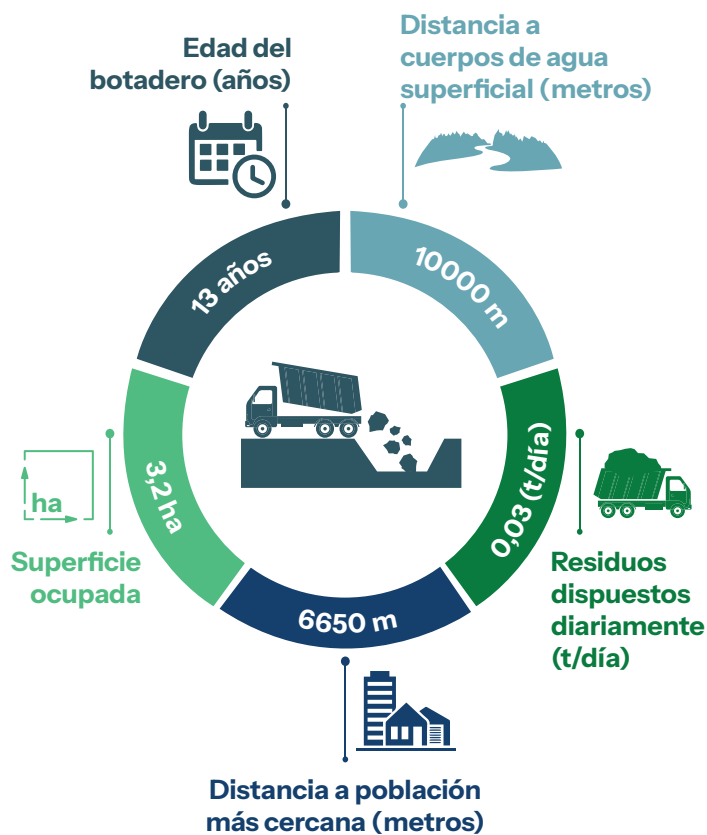 Edad del
botadero (años)
Distancia a
cuerpos de agua
superficial (metros)
13 años
10000 m
3,2 ha
0,03 (t/día)
6650 m
ha
Superficie
ocupada
Residuos
dispuestos
diariamente
(t/día)
Distancia a población
más cercana (metros)